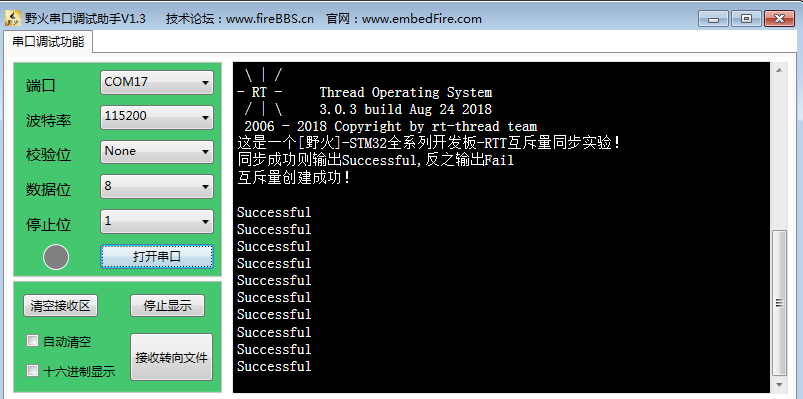 野火串口调试助手V1.3 技术论坛：www.fireBBS.cn 官网：www.embedFire.com
串口调试功能
端口 COM17
波特率 115200
校验位 None
数据位 8
停止位 1
打开串口
清空接收区 停止显示
自动清空
十六进制显示
接收转向文件
\ | /
- RT - Thread Operating System
/ | \ 3.0.3 build Aug 24 2018
2006 - 2018 Copyright by rt-thread team
这是一个[野火]-STM32全系列开发板-RTT互斥量同步实验！
同步成功则输出Successful,反之输出Fail
互斥量创建成功！
Successful
Successful
Successful
Successful
Successful
Successful
Successful
Successful
Successful
Successful